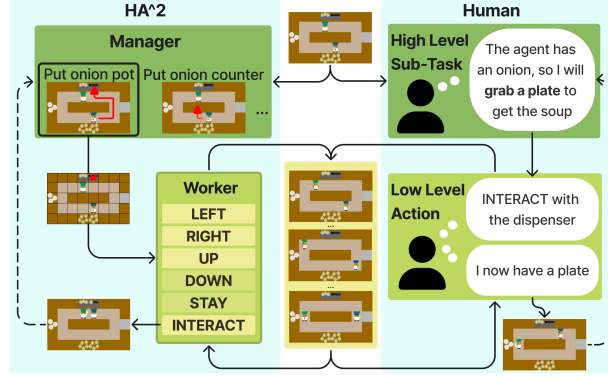 HA^2
Human
Manager
Put onion pot
Put onion counter
...
High Level
Sub-Task
The agent has
an onion, so I will
grab a plate to
get the soup
Worker
LEFT
RIGHT
UP
DOWN
STAY
INTERACT
...
...
Low Level
Action
INTERACT with
the dispenser
I now have a plate